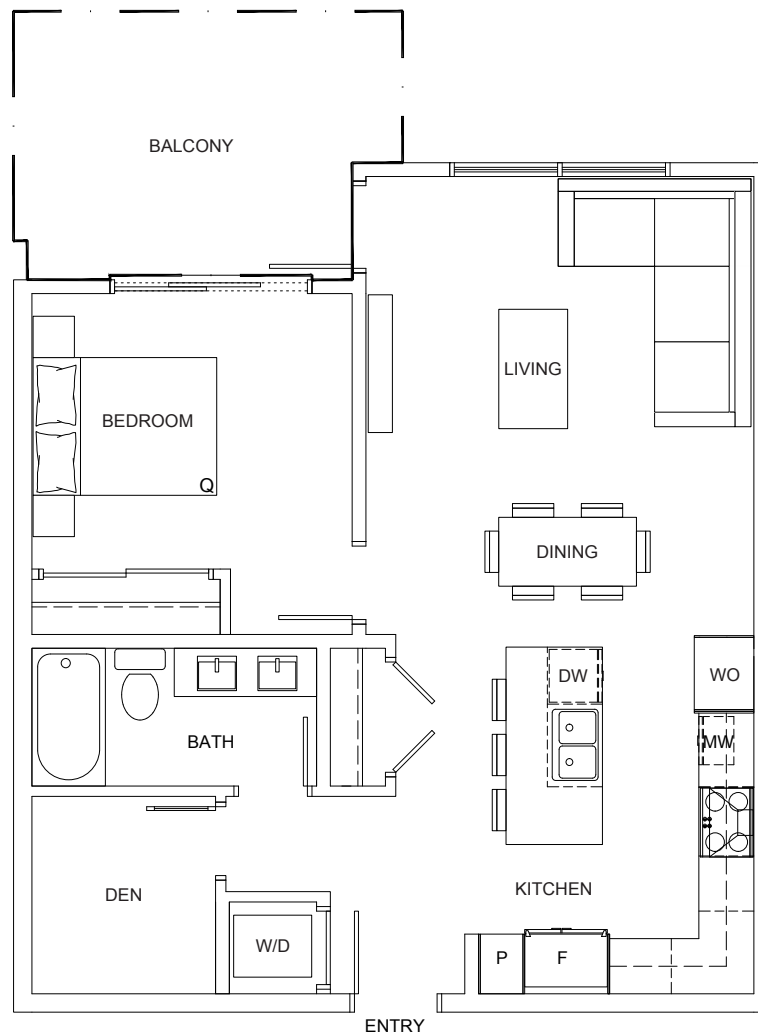 BALCONY
LIVING
BEDROOM
Q
DINING
DW
WO
BATH
MW
KITCHEN
DEN
W/D
P
F
ENTRY